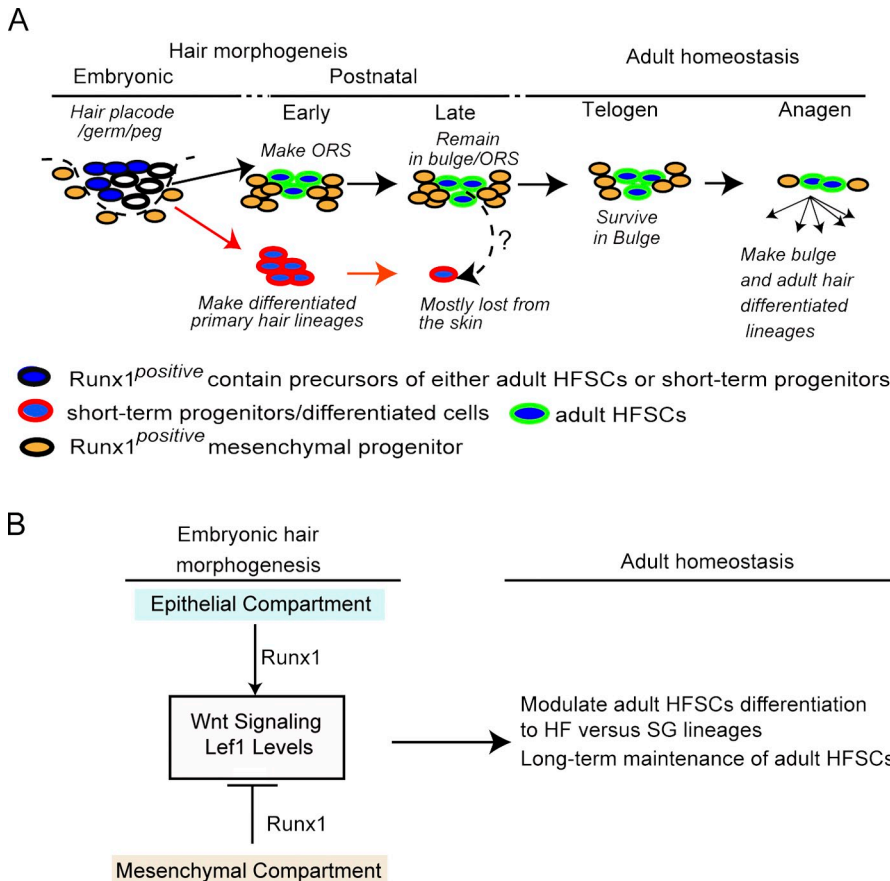 A
Hair morphogeneis
Adult homeostasis
Embryonic
Postnatal
Hair placode
/germ/peg
Early
Late
Telogen
Anagen
Make ORS
Remain
in bulge/ORS
Survive
in Bulge
?
Make differentiated
primary hair lineages
Mostly lost from
the skin
Make bulge
and adult hair
differentiated
lineages
Runx1positive contain precursors of either adult HFSCs or short-term progenitors
short-term progenitors/differentiated cells
adult HFSCs
Runx1positive mesenchymal progenitor
B
Embryonic hair
morphogenesis
Adult homeostasis
Epithelial Compartment
Runx1
Wnt Signaling
Lef1 Levels
Modulate adult HFSCs differentiation
to HF versus SG lineages
Long-term maintenance of adult HFSCs
Runx1
Mesenchymal Compartment